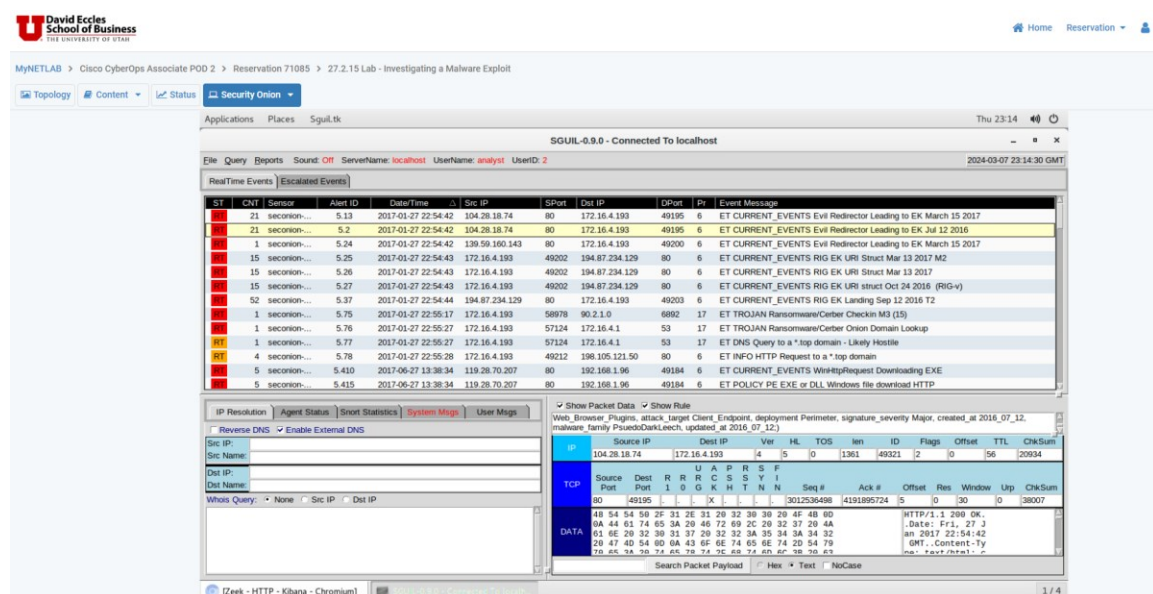 David Eccles
School of Business
THE UNIVERSITY OF UTAH
Home Reservation
MyNETLAB > Cisco CyberOps Associate POD 2 > Reservation 71085 > 27.2.15 Lab - Investigating a Malware Exploit
Topology Content Status Security Onion
Applications Places Sguil.tk Thu 23:14
SGUIL-0.9.0 - Connected To localhost
File Query Reports Sound: Off ServerName: localhost UserName: analyst UserID: 2 2024-03-07 23:14:30 GMT
RealTime Events Escalated Events
ST CNT Sensor Alert ID Date/Time Src IP SPort Dst IP DPort Pr Event Message
RT 21 seconion-... 5.13 2017-01-27 22:54:42 104.28.18.74 80 172.16.4.193 49195 6 ET CURRENT_EVENTS Evil Redirector Leading to EK March 15 2017
RT 21 seconion-... 5.2 2017-01-27 22:54:42 104.28.18.74 80 172.16.4.193 49195 6 ET CURRENT_EVENTS Evil Redirector Leading to EK Jul 12 2016
RT 1 seconion-... 5.24 2017-01-27 22:54:42 139.59.160.143 80 172.16.4.193 49200 6 ET CURRENT_EVENTS Evil Redirector Leading to EK March 15 2017
RT 15 seconion-... 5.25 2017-01-27 22:54:43 172.16.4.193 49202 194.87.234.129 80 6 ET CURRENT_EVENTS RIG EK URI Struct Mar 13 2017 M2
RT 15 seconion-... 5.26 2017-01-27 22:54:43 172.16.4.193 49202 194.87.234.129 80 6 ET CURRENT_EVENTS RIG EK URI Struct Mar 13 2017
RT 15 seconion-... 5.27 2017-01-27 22:54:43 172.16.4.193 49202 194.87.234.129 80 6 ET CURRENT_EVENTS RIG EK URI struct Oct 24 2016 (RIG-v)
RT 52 seconion-... 5.37 2017-01-27 22:54:44 194.87.234.129 80 172.16.4.193 49203 6 ET CURRENT_EVENTS RIG EK Landing Sep 12 2016 T2
RT 1 seconion-... 5.75 2017-01-27 22:55:17 172.16.4.193 58978 90.2.1.0 6892 17 ET TROJAN Ransomware/Cerber Checkin M3 (15)
RT 1 seconion-... 5.76 2017-01-27 22:55:27 172.16.4.193 57124 172.16.4.1 53 17 ET TROJAN Ransomware/Cerber Onion Domain Lookup
RT 1 seconion-... 5.77 2017-01-27 22:55:27 172.16.4.193 57124 172.16.4.1 53 17 ET DNS Query to a *.top domain - Likely Hostile
RT 4 seconion-... 5.78 2017-01-27 22:55:28 172.16.4.193 49212 198.105.121.50 80 6 ET INFO HTTP Request to a *.top domain
RT 5 seconion-... 5.410 2017-06-27 13:38:34 119.28.70.207 80 192.168.1.96 49184 6 ET CURRENT_EVENTS WinHttpRequest Downloading EXE
RT 5 seconion-... 5.415 2017-06-27 13:38:34 119.28.70.207 80 192.168.1.96 49184 6 ET POLICY PE EXE or DLL Windows file download HTTP
IP Resolution Agent Status Snort Statistics System Msgs User Msgs
Reverse DNS Enable External DNS
Src IP:
Src Name:
Dst IP:
Dst Name:
Whois Query: None Src IP Dst IP
Show Packet Data Show Rule
Web_Browser_Plugins, attack_target Client_Endpoint, deployment Perimeter, signature_severity Major, created_at 2016_07_12,
malware_family PsuedoDarkLeech, updated_at 2016_07_12;)
IP Source IP Dest IP Ver HL TOS len ID Flags Offset TTL ChkSum
104.28.18.74 172.16.4.193 4 5 0 1361 49321 2 0 56 20934
U A P R S F
Source Dest R R R C S S Y I
TCP Port Port 1 0 G K H T N N Seq # Ack # Offset Res Window Urp ChkSum
80 49195 . . . X . . . . 3012536498 4191895724 5 0 30 0 38007
DATA
48 54 54 50 2F 31 2E 31 20 32 30 30 20 4F 4B 0D HTTP/1.1 200 OK.
0A 44 61 74 65 3A 20 46 72 69 2C 20 32 37 20 4A .Date: Fri, 27 J
61 6E 20 32 30 31 37 20 32 32 3A 35 34 3A 34 32 an 2017 22:54:42
20 47 4D 54 0D 0A 43 6F 6E 74 65 6E 74 2D 54 79 GMT..Content-Ty
70 65 3A 20 74 65 78 74 2F 68 74 6D 6C 3B 20 63 pe: text/html; c
Search Packet Payload Hex Text NoCase
[Zeek - HTTP - Kibana - Chromium] 1 / 4